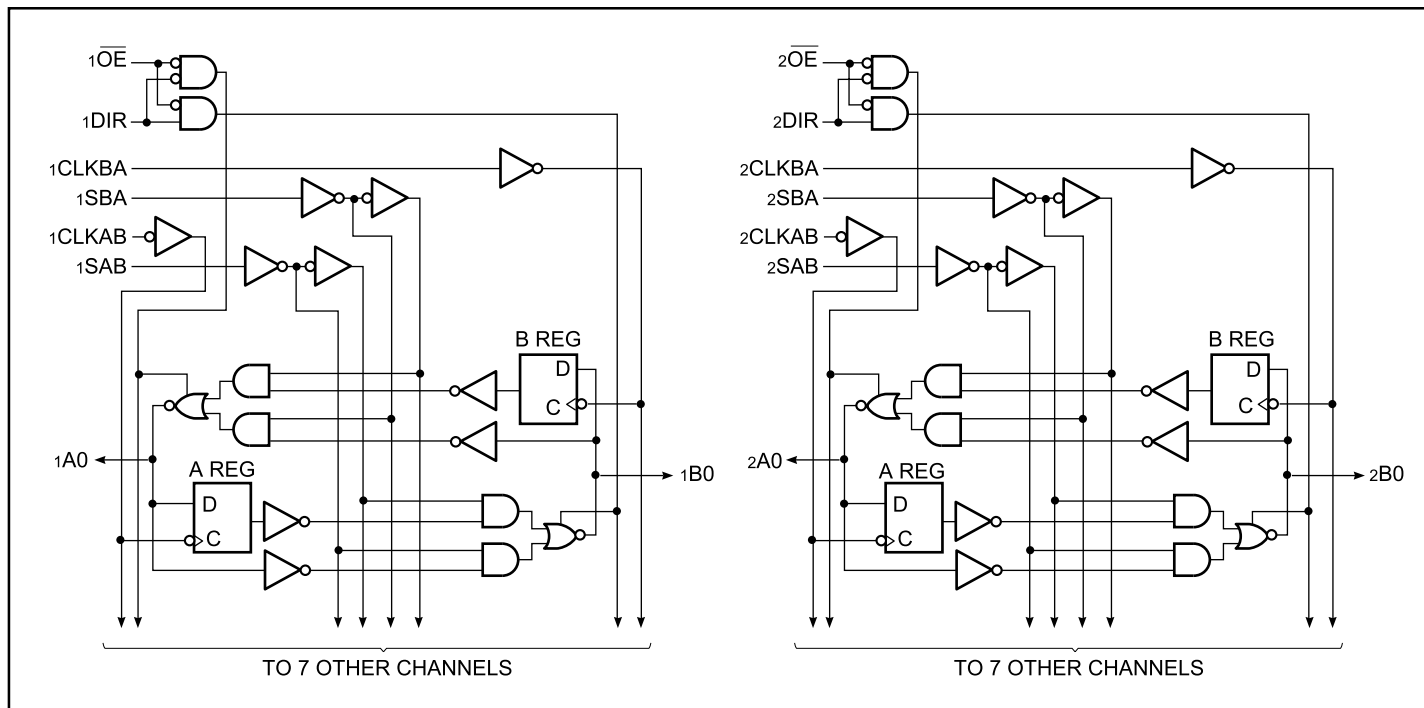 1OE
1DIR
1CLKBA
1SBA
1CLKAB
1SAB
B REG
D
C
1A0
A REG
D
C
1B0
TO 7 OTHER CHANNELS
2OE
2DIR
2CLKBA
2SBA
2CLKAB
2SAB
B REG
D
C
2A0
A REG
D
C
2B0
TO 7 OTHER CHANNELS